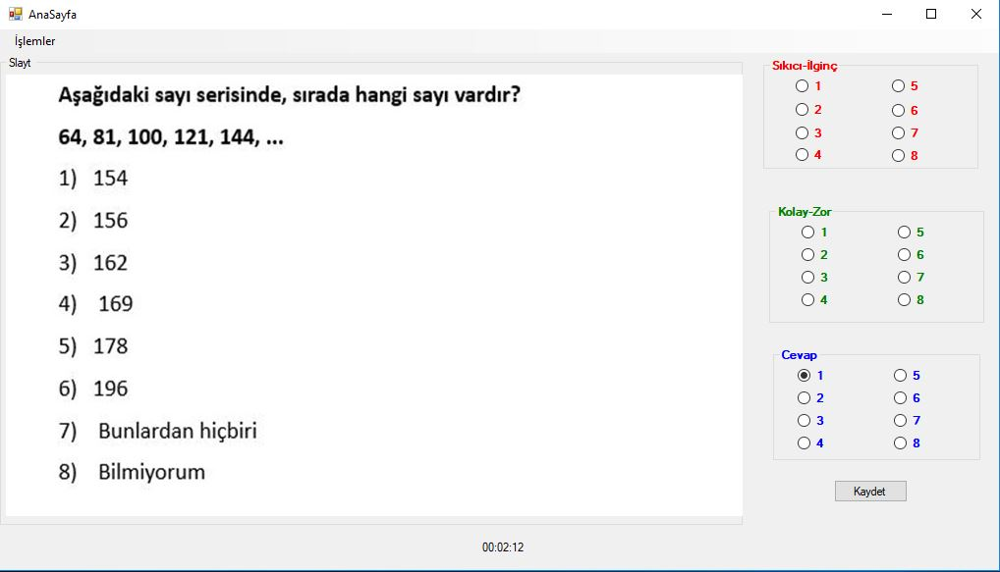 AnaSayfa
İşlemler
Slayt
Aşağıdaki sayı serisinde, sırada hangi sayı vardır?
64, 81, 100, 121, 144, ...
1) 154
2) 156
3) 162
4) 169
5) 178
6) 196
7) Bunlardan hiçbiri
8) Bilmiyorum
Sıkıcı-İlginç
1 5
2 6
3 7
4 8
Kolay-Zor
1 5
2 6
3 7
4 8
Cevap
1 5
2 6
3 7
4 8
Kaydet
00:02:12